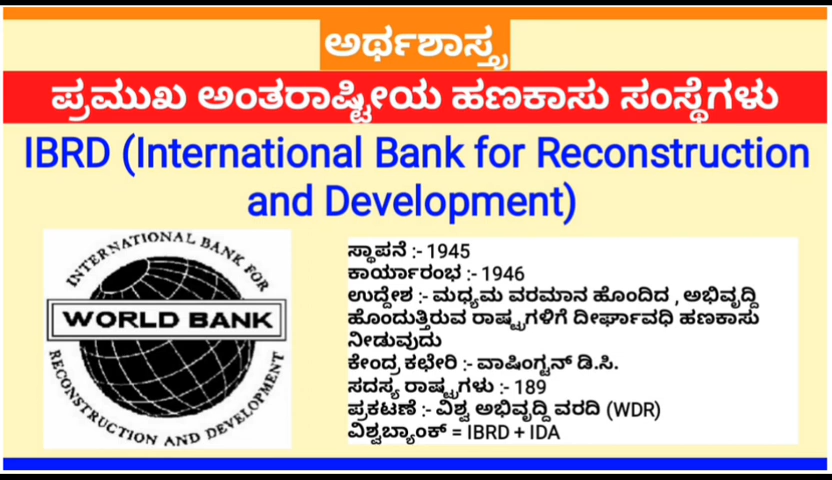 ಅರ್ಥಶಾಸ್ತ್ರ
ಪ್ರಮುಖ ಅಂತರಾಷ್ಟ್ರೀಯ ಹಣಕಾಸು ಸಂಸ್ಥೆಗಳು
IBRD (International Bank for Reconstruction
and Development)
INTERNATIONAL BANK FOR
WORLD BANK
RECONSTRUCTION AND DEVELOPMENT
ಸ್ಥಾಪನೆ :- 1945
ಕಾರ್ಯಾರಂಭ :- 1946
ಉದ್ದೇಶ :- ಮಧ್ಯಮ ವರಮಾನ ಹೊಂದಿದ , ಅಭಿವೃದ್ದಿ
ಹೊಂದುತ್ತಿರುವ ರಾಷ್ಟ್ರಗಳಿಗೆ ದೀರ್ಘಾವಧಿ ಹಣಕಾಸು
ನೀಡುವುದು
ಕೇಂದ್ರ ಕಛೇರಿ :- ವಾಷಿಂಗ್ಟನ್ ಡಿ.ಸಿ.
ಸದಸ್ಯ ರಾಷ್ಟ್ರಗಳು :- 189
ಪ್ರಕಟಣೆ :- ವಿಶ್ವ ಅಭಿವೃದ್ದಿ ವರದಿ (WDR)
ವಿಶ್ವಬ್ಯಾಂಕ್ = IBRD + IDA